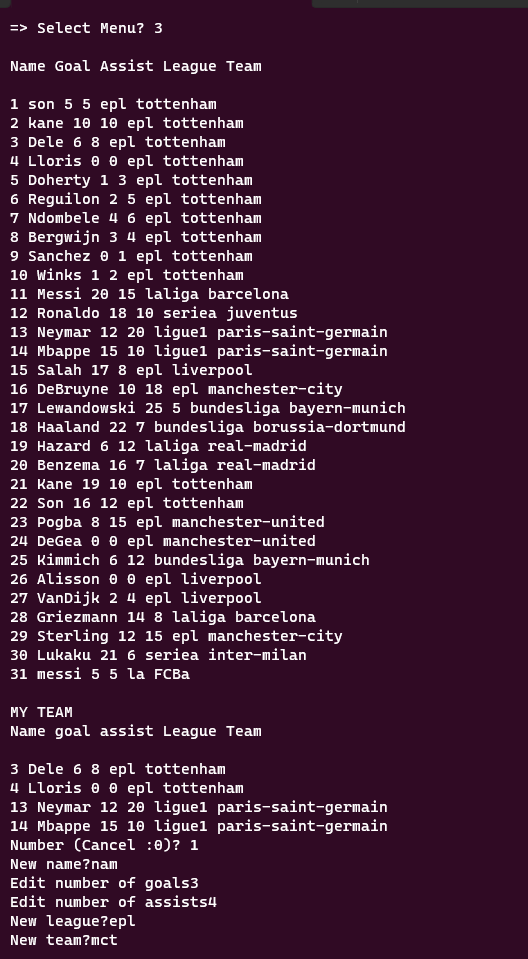 => Select Menu? 3
Name Goal Assist League Team
1 son 5 5 epl tottenham
2 kane 10 10 epl tottenham
3 Dele 6 8 epl tottenham
4 Lloris 0 0 epl tottenham
5 Doherty 1 3 epl tottenham
6 Reguilon 2 5 epl tottenham
7 Ndombele 4 6 epl tottenham
8 Bergwijn 3 4 epl tottenham
9 Sanchez 0 1 epl tottenham
10 Winks 1 2 epl tottenham
11 Messi 20 15 laliga barcelona
12 Ronaldo 18 10 seriea juventus
13 Neymar 12 20 ligue1 paris-saint-germain
14 Mbappe 15 10 ligue1 paris-saint-germain
15 Salah 17 8 epl liverpool
16 DeBruyne 10 18 epl manchester-city
17 Lewandowski 25 5 bundesliga bayern-munich
18 Haaland 22 7 bundesliga borussia-dortmund
19 Hazard 6 12 laliga real-madrid
20 Benzema 16 7 laliga real-madrid
21 Kane 19 10 epl tottenham
22 Son 16 12 epl tottenham
23 Pogba 8 15 epl manchester-united
24 DeGea 0 0 epl manchester-united
25 Kimmich 6 12 bundesliga bayern-munich
26 Alisson 0 0 epl liverpool
27 VanDijk 2 4 epl liverpool
28 Griezmann 14 8 laliga barcelona
29 Sterling 12 15 epl manchester-city
30 Lukaku 21 6 seriea inter-milan
31 messi 5 5 la FCBa
MY TEAM
Name goal assist League Team
3 Dele 6 8 epl tottenham
4 Lloris 0 0 epl tottenham
13 Neymar 12 20 ligue1 paris-saint-germain
14 Mbappe 15 10 ligue1 paris-saint-germain
Number (Cancel :0)? 1
New name?nam
Edit number of goals3
Edit number of assists4
New league?epl
New team?mct